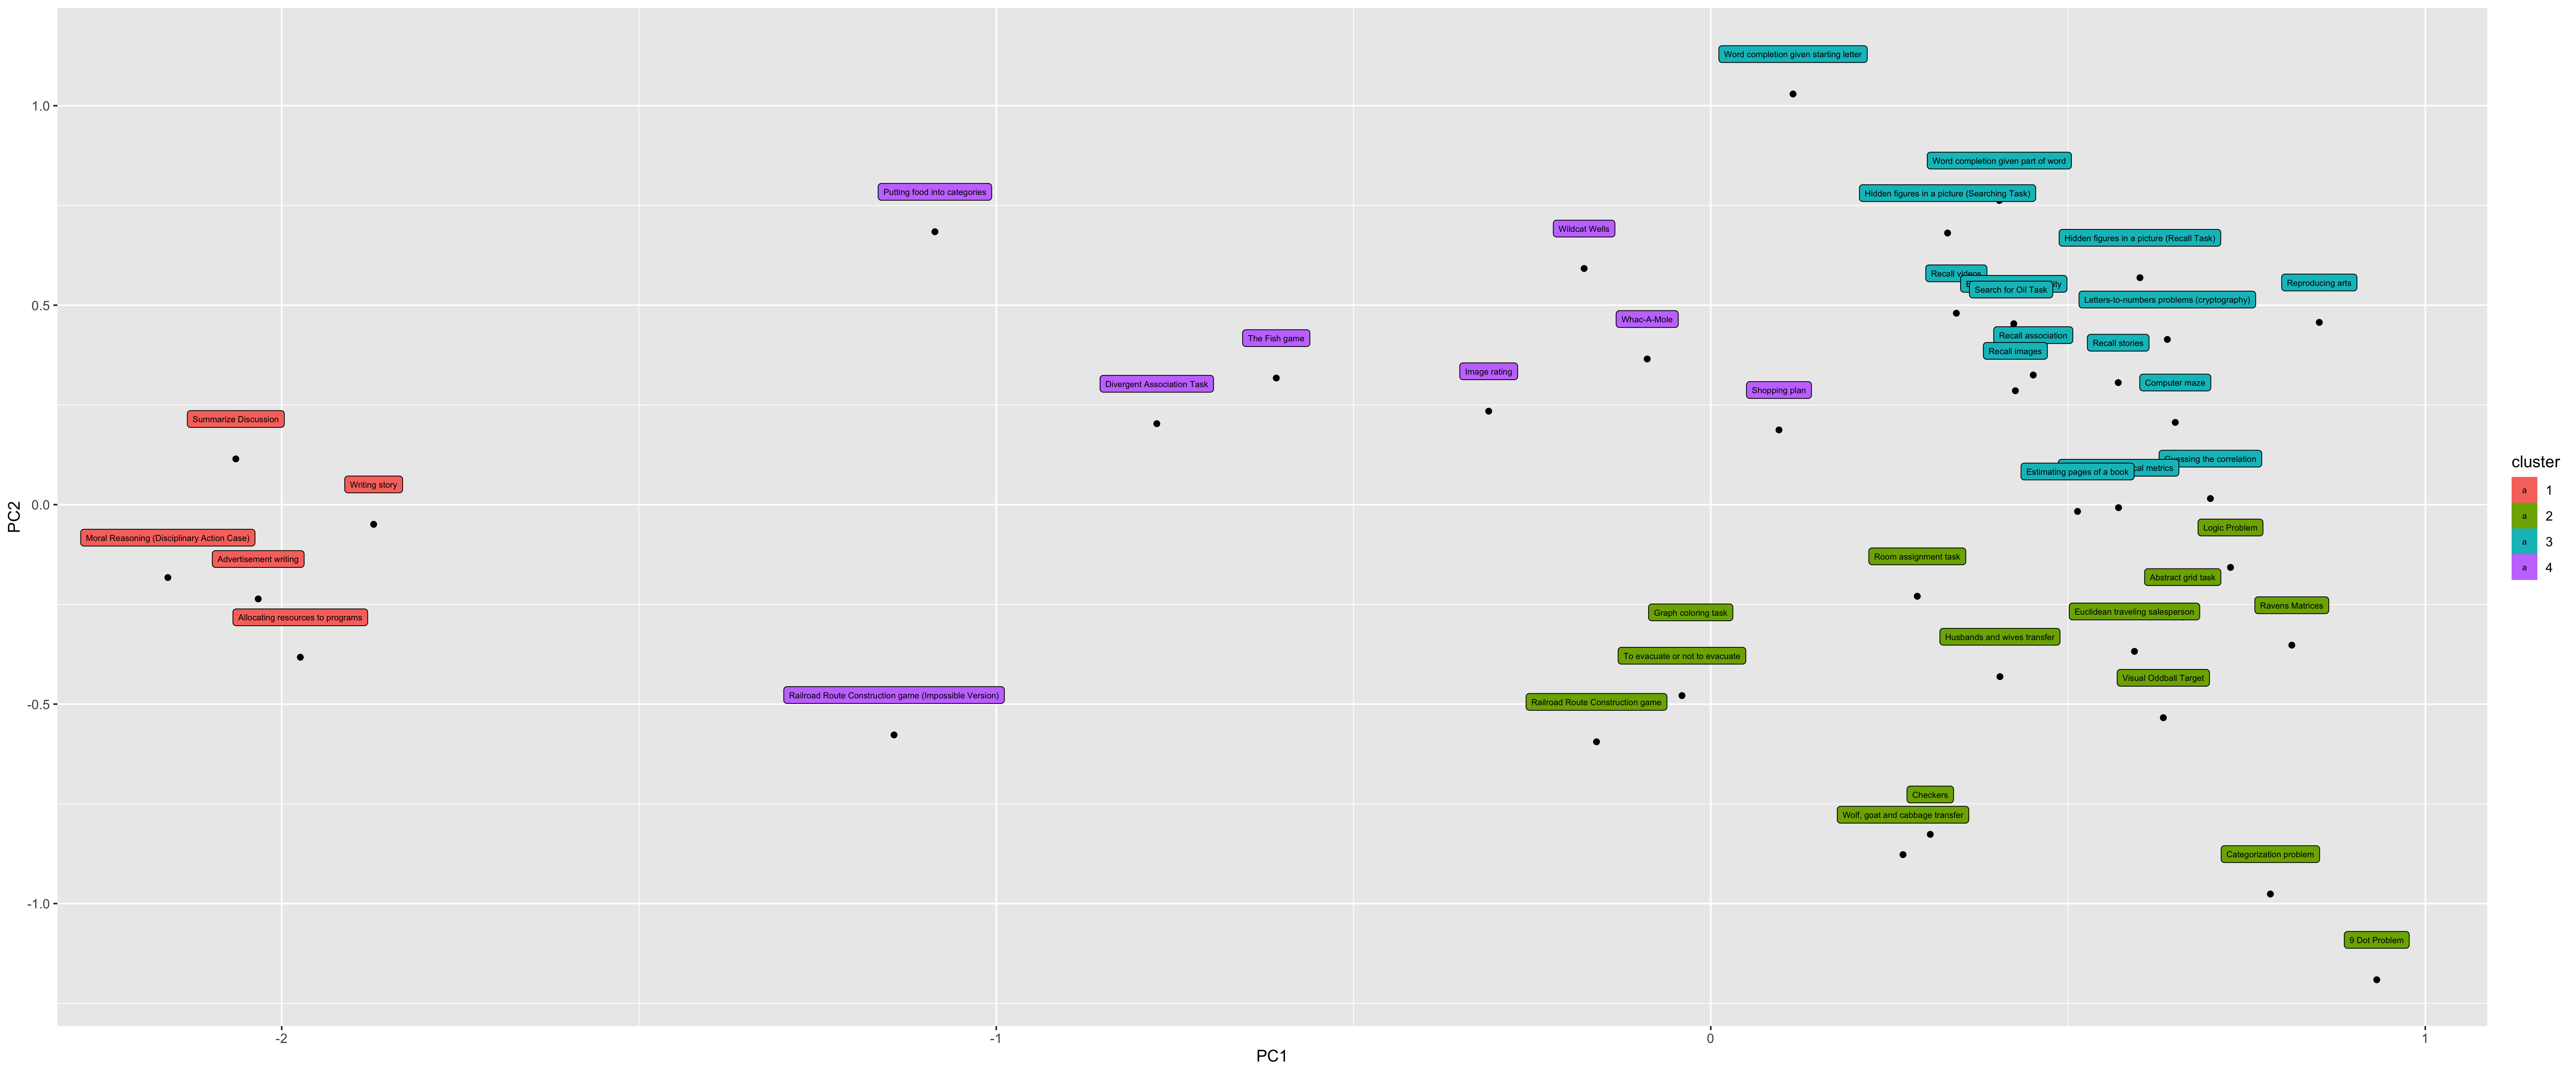 Word completion given starting letter
1.0
Word completion given part of word
Putting food into categories
Hidden figures in a picture (Searching Task)
Wildcat Wells
Hidden figures in a picture (Recall Task)
Recall videos
Reproducing arts
Search for Oil Task
Letters-to-numbers problems (cryptography)
0.5
Whac-A-Mole
The Fish game
Recall association
Recall stories
Recall images
Image rating
Divergent Association Task
Computer maze
Shopping plan
Summarize Discussion
Guessing the correlation
cluster
Estimating pages of a book
cal metrics
Writing story
a 1
0.0
a 2
PC2
Logic Problem
Moral Reasoning (Disciplinary Action Case)
a 3
Advertisement writing
Room assignment task
a 4
Abstract grid task
Ravens Matrices
Graph coloring task
Euclidean traveling salesperson
Allocating resources to programs
Husbands and wives transfer
To evacuate or not to evacuate
Visual Oddball Target
Railroad Route Construction game (Impossible Version)
Railroad Route Construction game
-0.5
Checkers
Wolf, goat and cabbage transfer
Categorization problem
-1.0
9 Dot Problem
-2 -1 0 1
PC1